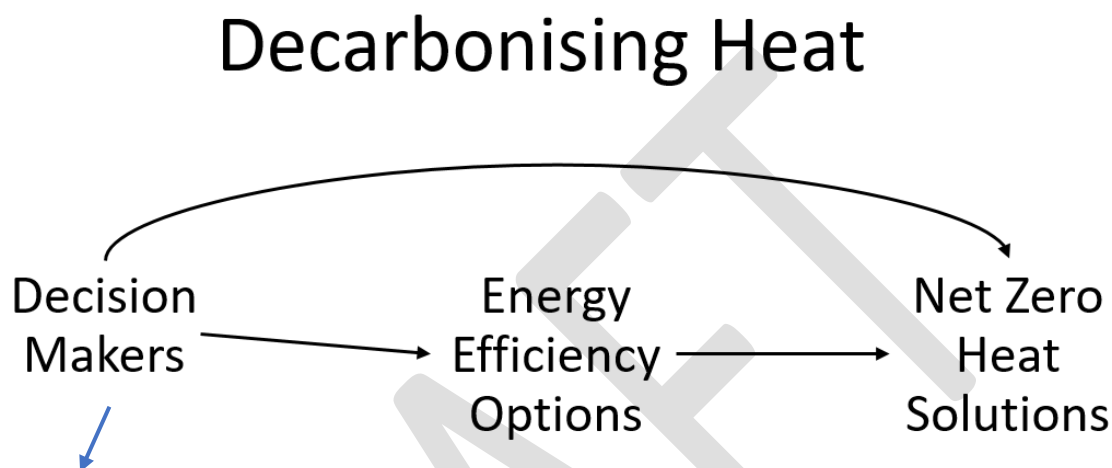 Decarbonising Heat
Decision
Makers
Energy
Efficiency
Options
Net Zero
Heat
Solutions